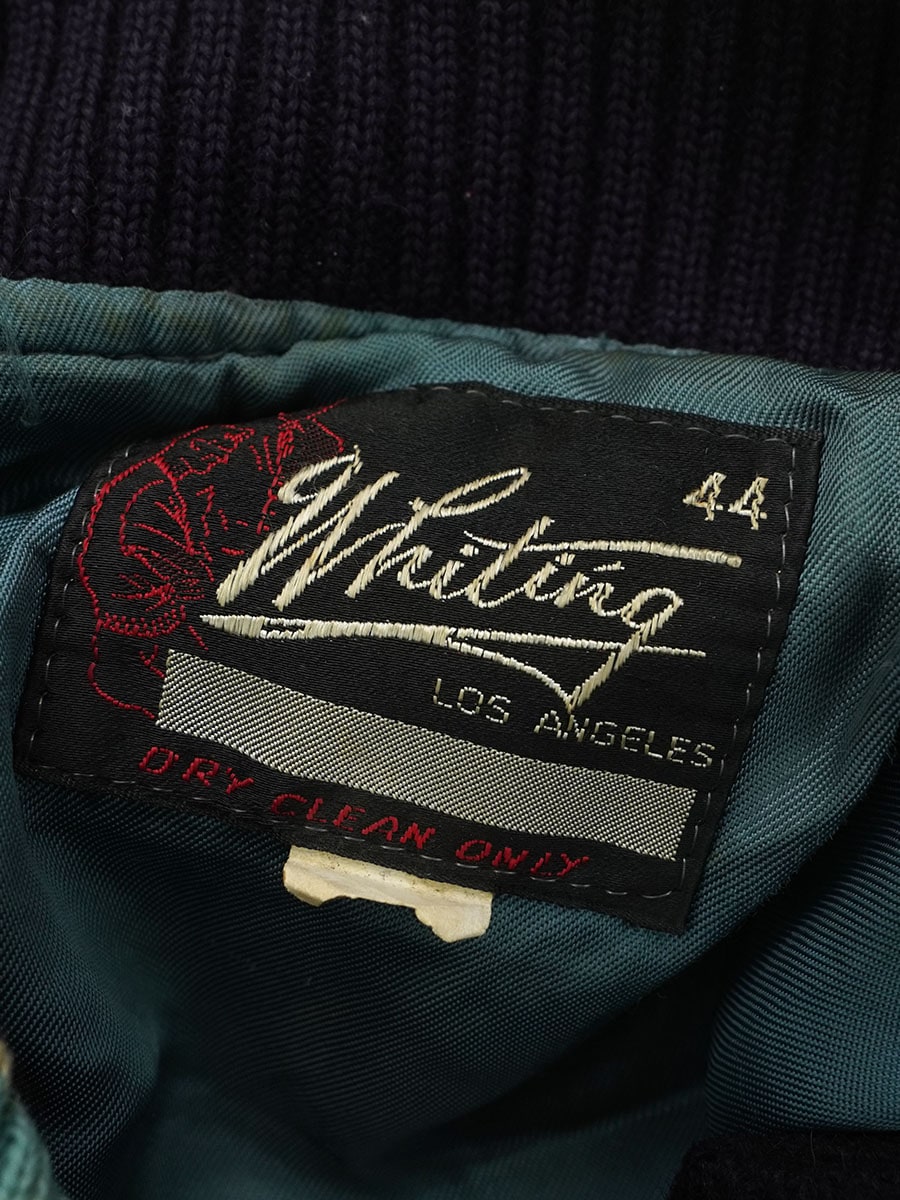 44
Whiting
LOS ANGELES
DRY CLEAN ONLY